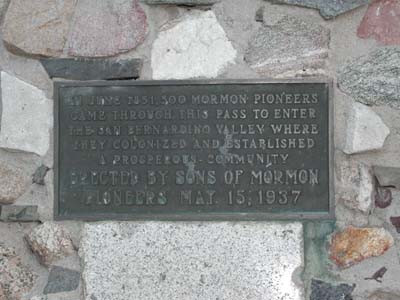 IN JUNE 1851, 500 MORMON PIONEERS
CAME THROUGH THIS PASS TO ENTER
THE SAN BERNARDINO VALLEY WHERE
THEY COLONIZED AND ESTABLISHED
A PROSPEROUS COMMUNITY
ERECTED BY SONS OF MORMON
PIONEERS MAY. 15, 1937